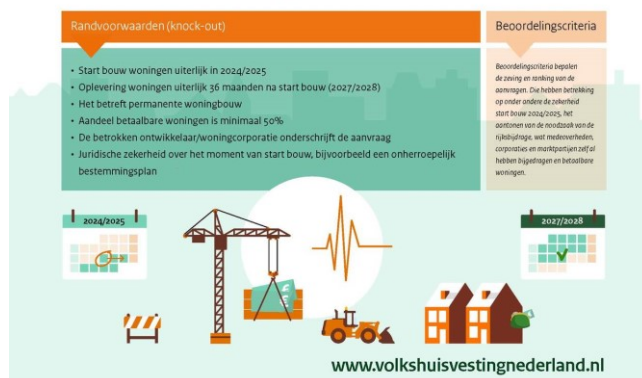 Randvoorwaarden (knock-out)
• Start bouw woningen uiterlijk in 2024/2025
• Oplevering woningen uiterlijk 36 maanden na start bouw (2027/2028)
• Het betreft permanente woningbouw
• Aandeel betaalbare woningen is minimaal 50%
• De betrokken ontwikkelaar/woningcorporatie onderschrijft de aanvraag
• Juridische zekerheid over het moment van start bouw, bijvoorbeeld een onherroepelijk
bestemmingsplan
Beoordelingscriteria
Beoordelingscriteria bepalen
de zeving en ranking van de
aanvragen. Die hebben betrekking
op onder andere de zekerheid
start bouw 2024/2025, het
aantonen van de noodzaak van de
rijksbijdrage, wat medeoverheden,
corporaties en marktpartijen zelf al
hebben bijgedragen en betaalbare
woningen.
2024/2025
£
€
2027/2028
www.volkshuisvestingnederland.nl